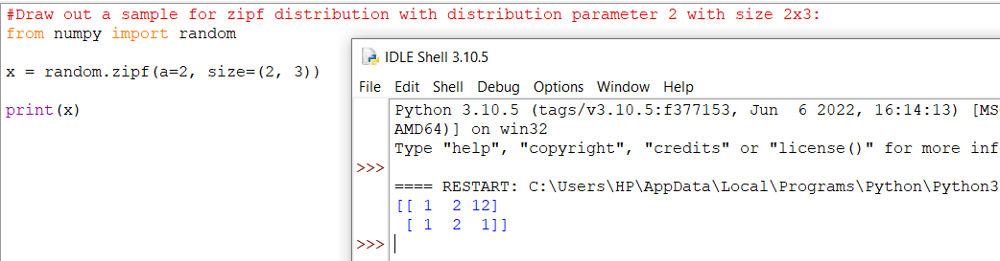 #Draw out a sample for zipf distribution with distribution parameter 2 with size 2x3:
from numpy import random
x = random.zipf(a=2, size=(2, 3))
print(x)
IDLE Shell 3.10.5
File Edit Shell Debug Options Window Help
Python 3.10.5 (tags/v3.10.5:f377153, Jun  6 2022, 16:14:13) [MS
AMD64)] on win32
Type "help", "copyright", "credits" or "license()" for more inf
>>>
==== RESTART: C:\Users\HP\AppData\Local\Programs\Python\Python3
[[ 1  2 12]
 [ 1  2  1]]
>>>